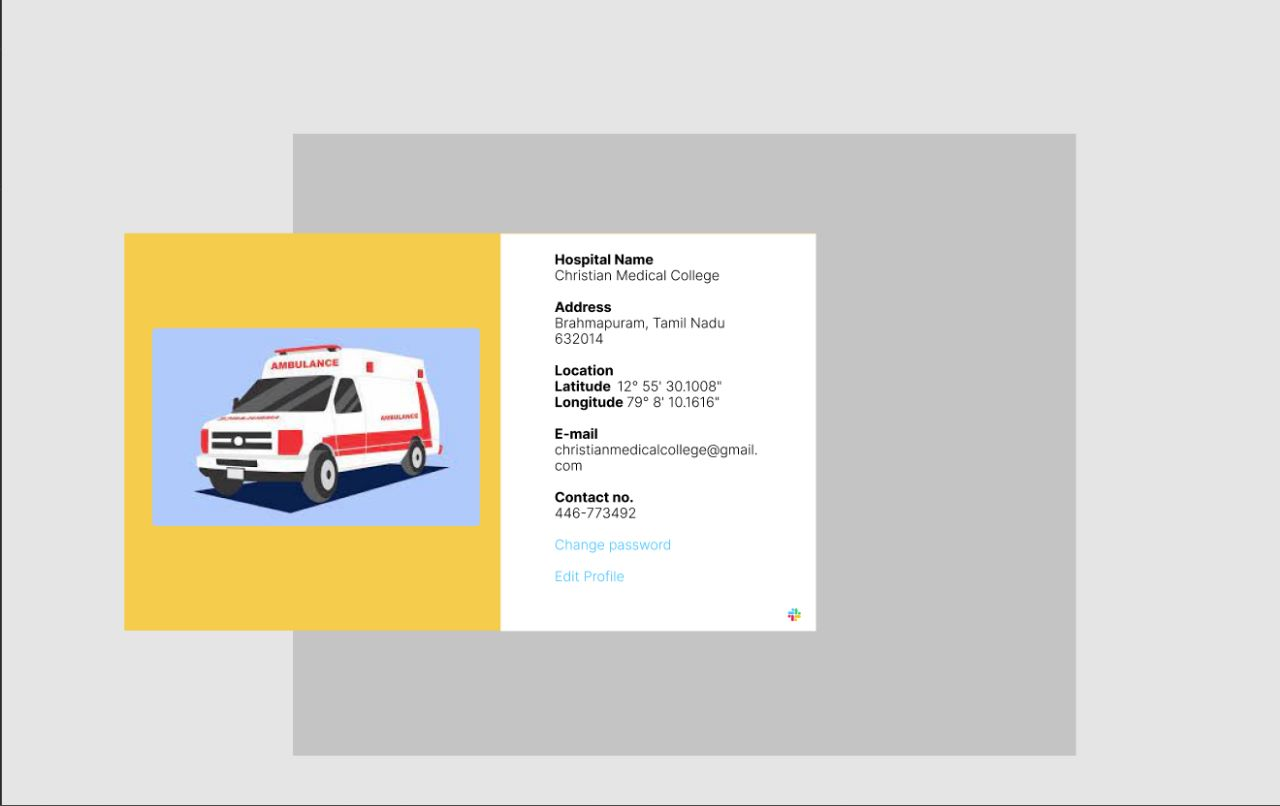 AMBULANCE
AMBULANCE
Hospital Name
Christian Medical College
Address
Brahmapuram, Tamil Nadu
632014
Location
Latitude 12° 55' 30.1008"
Longitude 79° 8' 10.1616"
E-mail
christianmedicalcollege@gmail.
com
Contact no.
446-773492
Change password
Edit Profile